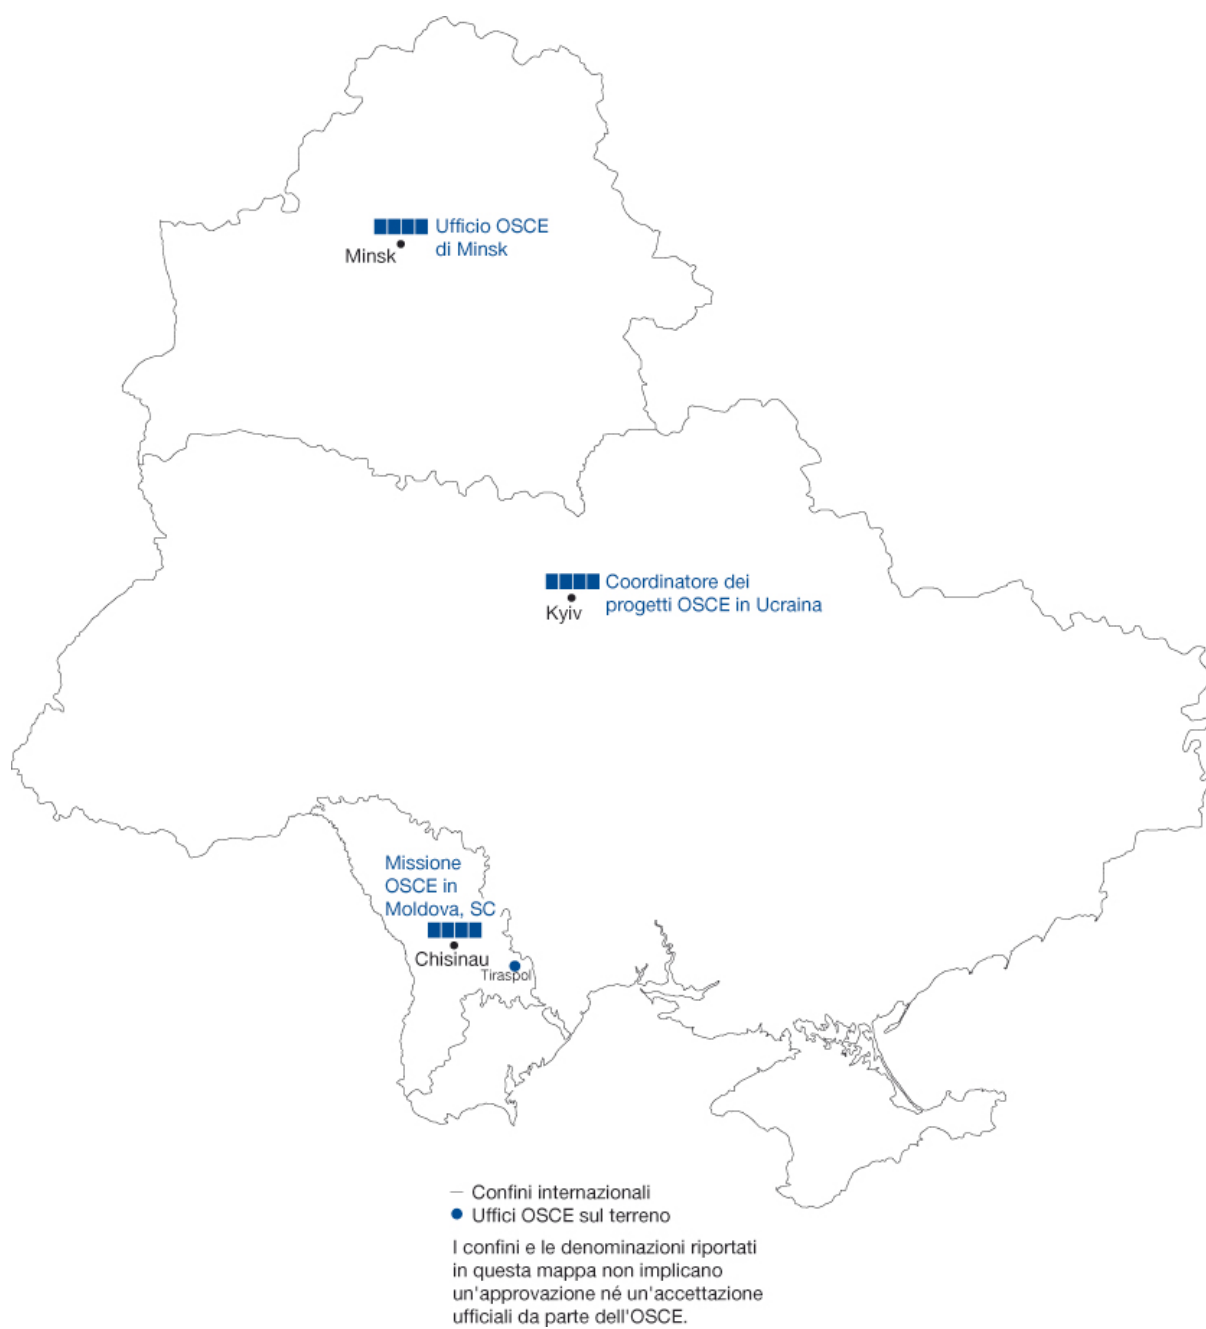 Ufficio OSCE
di Minsk
Minsk
Coordinatore dei
progetti OSCE in Ucraina
Kyiv
Missione
OSCE in
Moldova, SC
Chisinau
Tiraspol
Confini internazionali
Uffici OSCE sul terreno
I confini e le denominazioni riportati
in questa mappa non implicano
un'approvazione né un'accettazione
ufficiali da parte dell'OSCE.